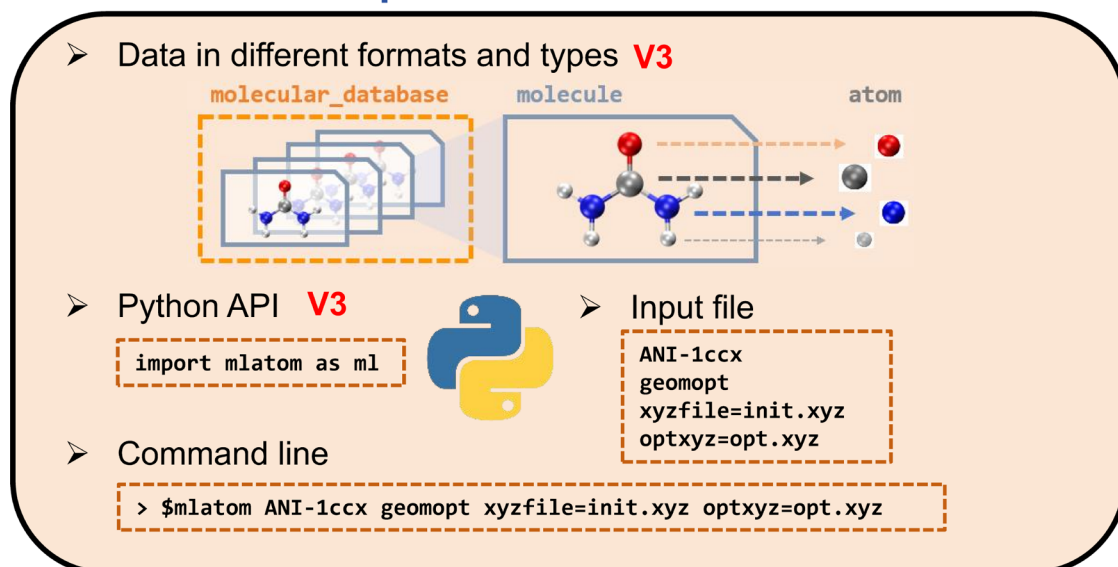 ➢ Data in different formats and types V3
molecular_database molecule atom
➢ Python API V3
import mlatom as ml
➢ Input file
ANI-1ccx
geomopt
xyzfile=init.xyz
optxyz=opt.xyz
➢ Command line
> $mlatom ANI-1ccx geomopt xyzfile=init.xyz optxyz=opt.xyz